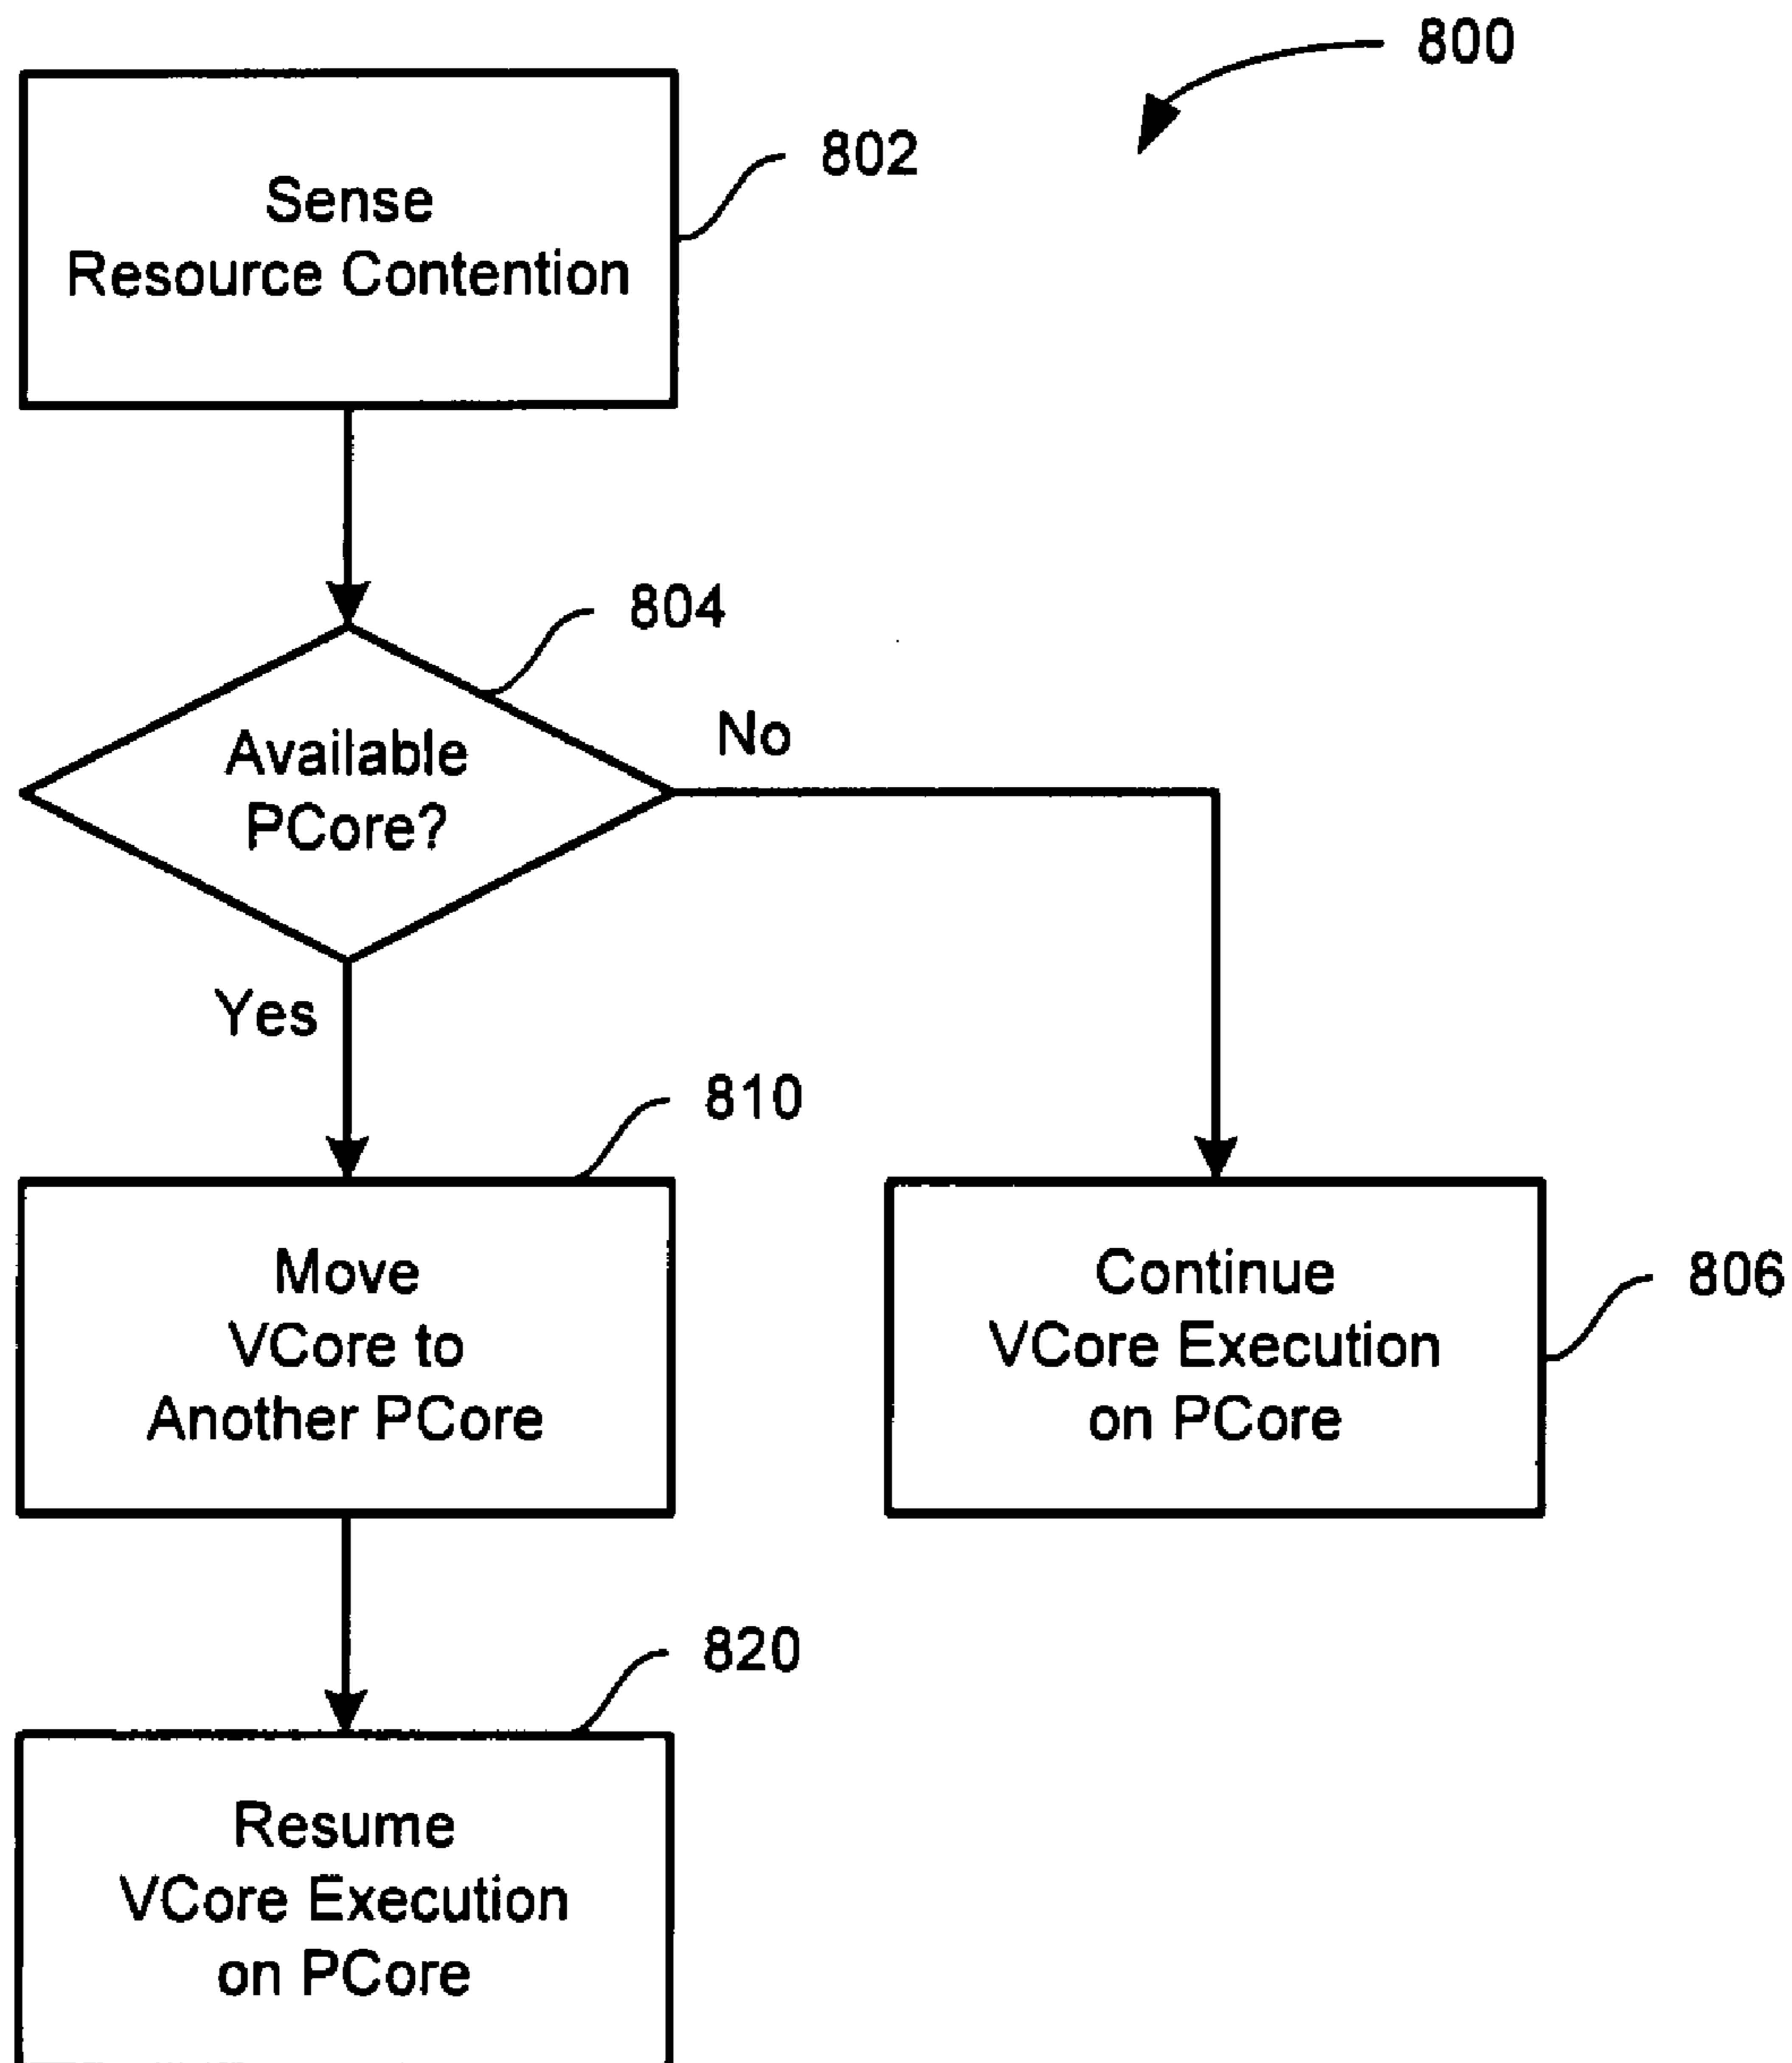 800
802
Sense
Resource Contention
804
Available
PCore?
No
Yes
810
Move
VCore to
Another PCore
Continue
VCore Execution
on PCore
806
820
Resume
VCore Execution
on PCore